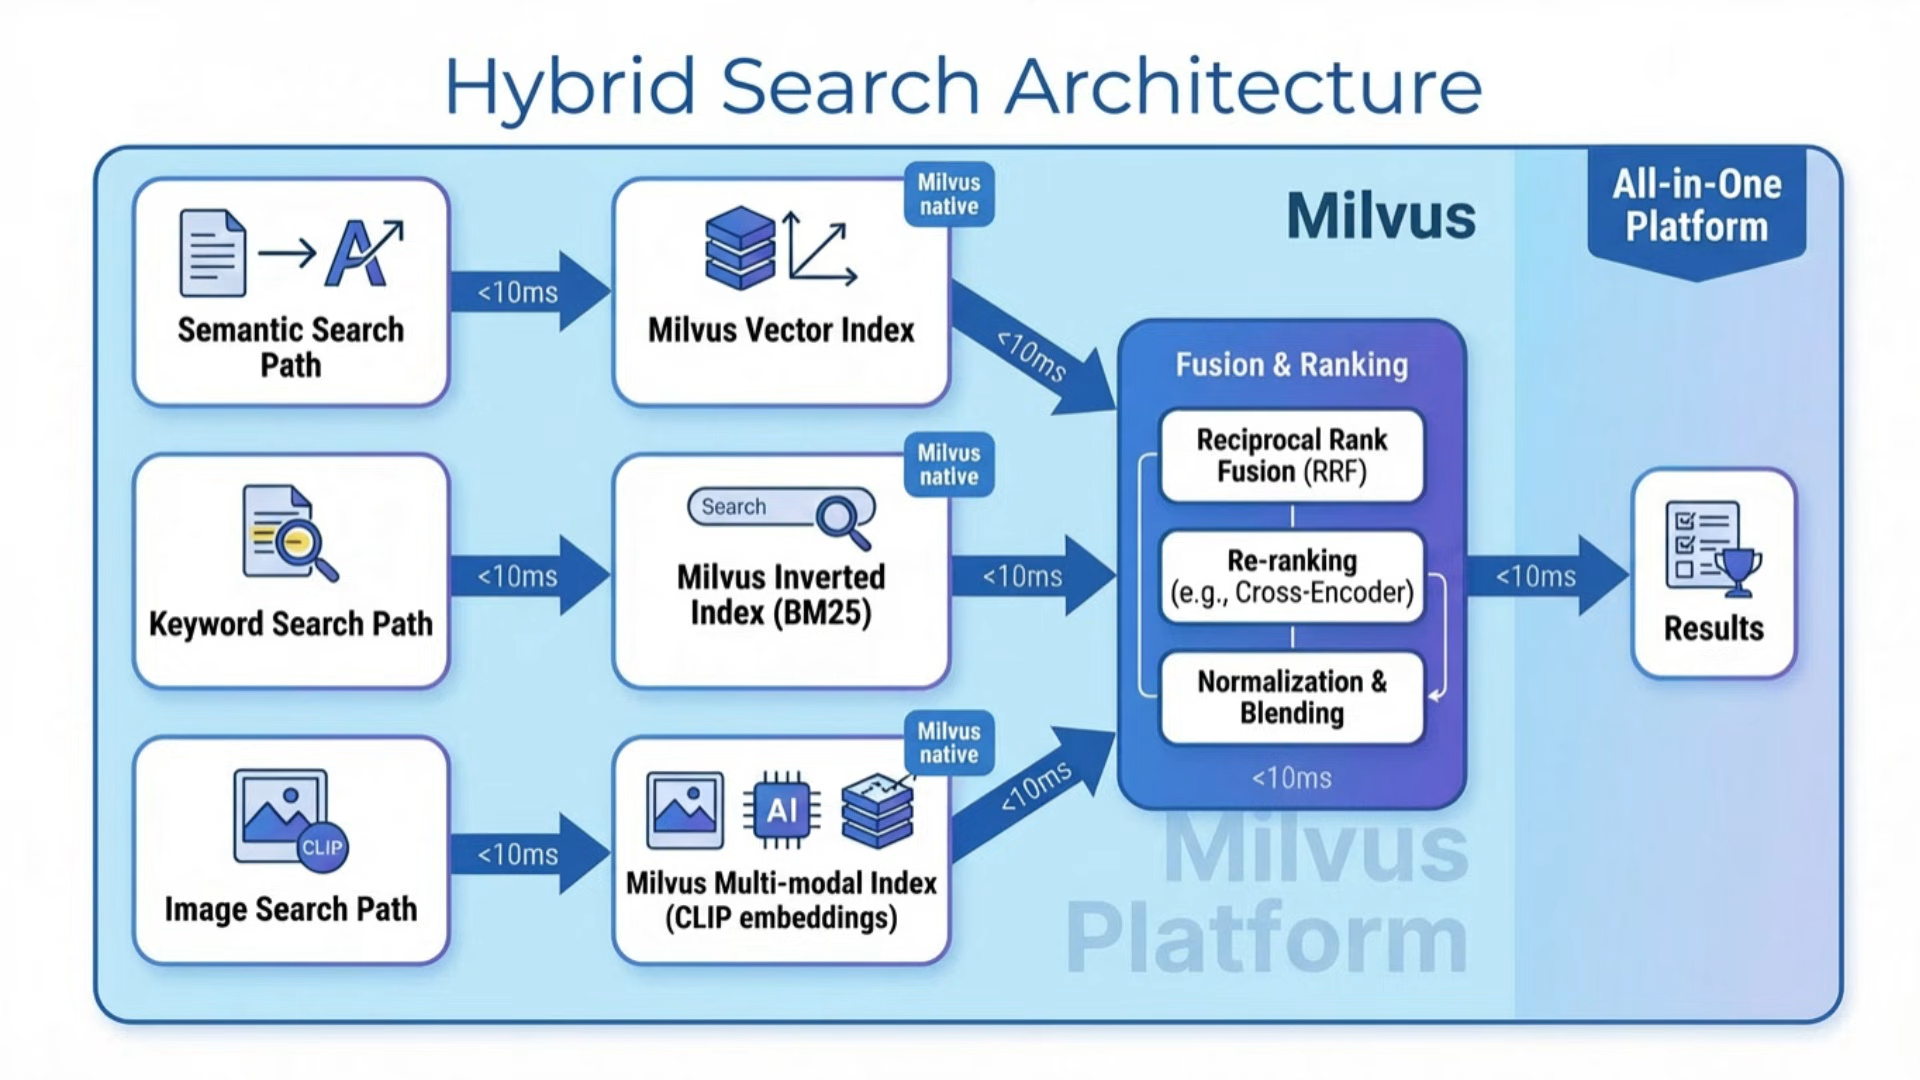 Hybrid Search Architecture
Milvus
native
Milvus
All-in-One
Platform
<10ms
Semantic Search
Path
Milvus Vector Index
<10ms
Fusion & Ranking
Reciprocal Rank
Fusion (RRF)
Milvus
native
Search
<10ms
Keyword Search Path
Milvus Inverted
Index (BM25)
<10ms
Re-ranking
(e.g., Cross-Encoder)
<10ms
Results
Normalization &
Blending
<10ms
Milvus
native
AI
CLIP
<10ms
<10ms
Image Search Path
Milvus Multi-modal Index
(CLIP embeddings)
Milvus
Platform